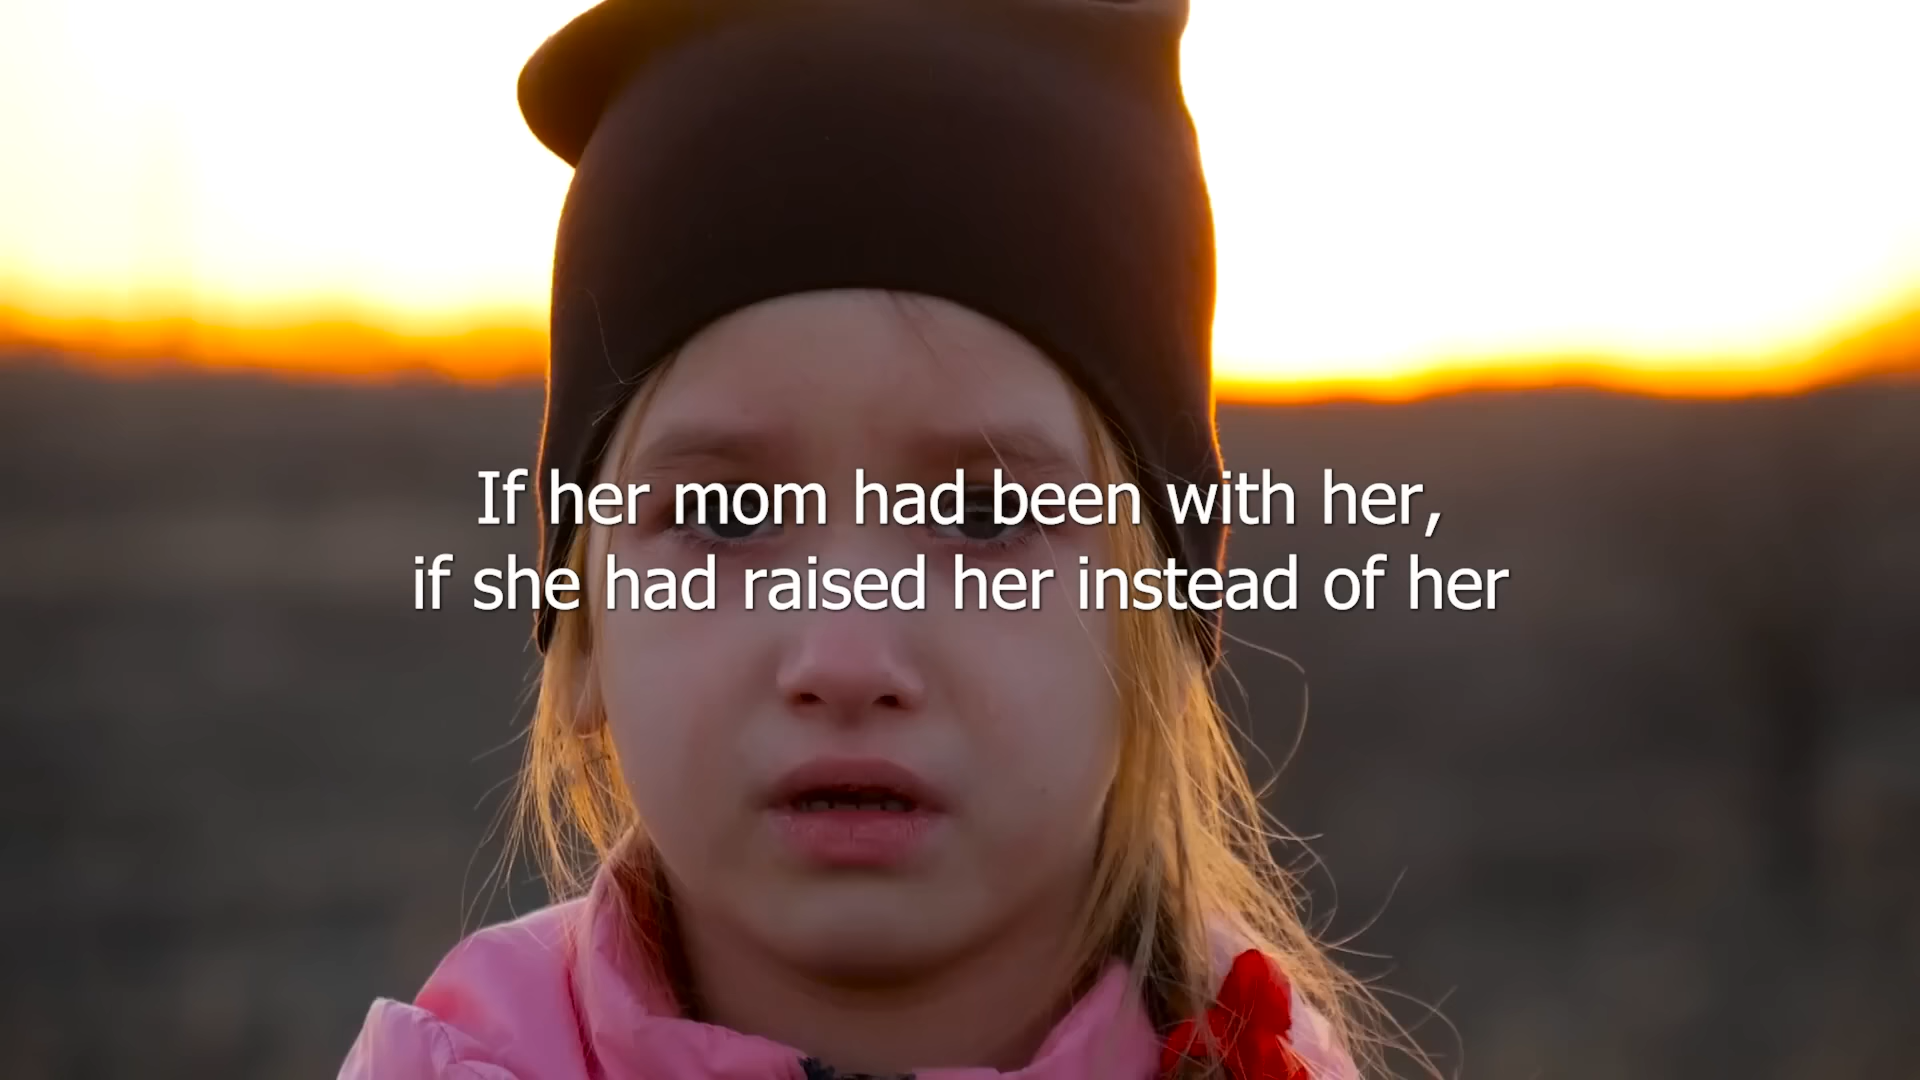 If her mom had been with her,
if she had raised her instead of her